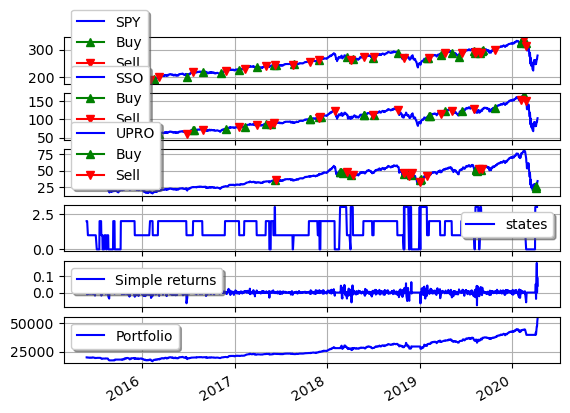 SPY
Buy
Sell
300
200
SSO
Buy
Sell
150
100
50
UPRO
Buy
Sell
75
50
25
2.5
0.0
states
0.1
0.0
Simple returns
50000
25000
Portfolio
2016
2017
2018
2019
2020